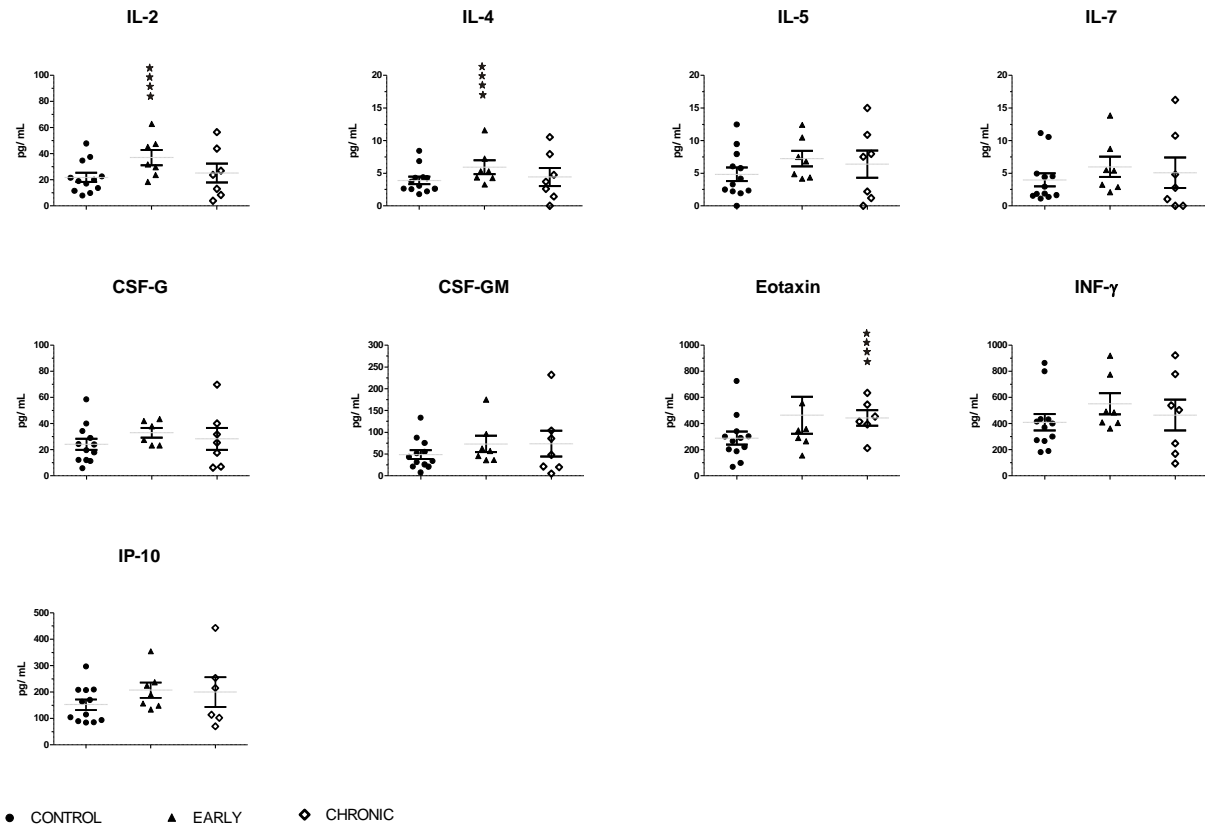 IL-2
IL-4
IL-5
IL-7
pg/ mL
100
80
60
40
20
0
pg/ mL
20
15
10
5
0
pg/ mL
20
15
10
5
0
pg/ mL
20
15
10
5
0
CSF-G
CSF-GM
Eotaxin
INF-γ
pg/ mL
100
80
60
40
20
0
pg/ mL
300
250
200
150
100
50
0
pg/ mL
1000
800
600
400
200
0
pg/ mL
1000
800
600
400
200
0
IP-10
pg/ mL
500
400
300
200
100
0
CONTROL EARLY CHRONIC